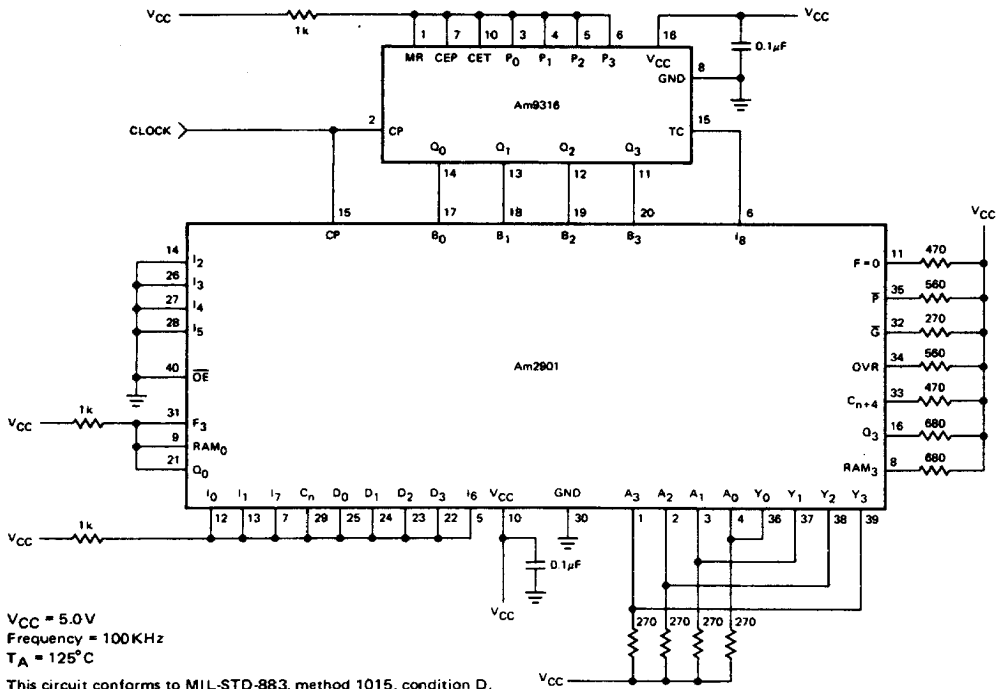 VCC 1k VCC
1 7 10 3 4 5 6 16 0.1μF
MR CEP CET P0 P1 P2 P3 VCC
GND 8
Am9316
CLOCK 2 CP TC 15
Q0 Q1 Q2 Q3
14 13 12 11
15 17 18 19 20 6 VCC
CP B0 B1 B2 B3 I8
14 I2 F=0 11 470
26 I3 P̅ 35 560
27 I4
28 I5 G̅ 32 270
40 O̅E̅ Am2901 OVR 34 560
VCC 1k 31 F3 Cn+4 33 470
9 RAM0 Q3 16 680
21 Q0 RAM3 8 680
I0 I1 I7 Cn D0 D1 D2 D3 I6 VCC GND A3 A2 A1 A0 Y0 Y1 Y2 Y3
12 13 7 29 25 24 23 22 5 10 30 1 2 3 4 36 37 38 39
VCC 1k
0.1μF
VCC
270 270 270 270
VCC
VCC = 5.0 V
Frequency = 100 KHz
TA = 125°C
This circuit conforms to MIL-STD-883, method 1015, condition D.